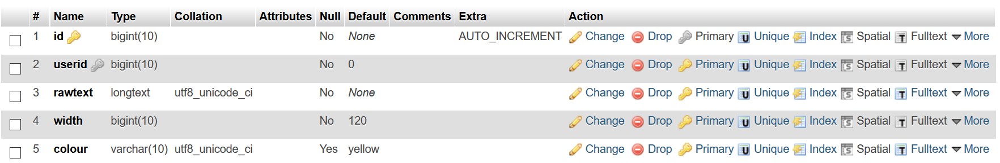 # Name Type Collation Attributes Null Default Comments Extra Action
1 id bigint(10) No None AUTO_INCREMENT Change Drop Primary Unique Index Spatial Fulltext More
2 userid bigint(10) No 0 Change Drop Primary Unique Index Spatial Fulltext More
3 rawtext longtext utf8_unicode_ci No None Change Drop Primary Unique Index Spatial Fulltext More
4 width bigint(10) No 120 Change Drop Primary Unique Index Spatial Fulltext More
5 colour varchar(10) utf8_unicode_ci Yes yellow Change Drop Primary Unique Index Spatial Fulltext More